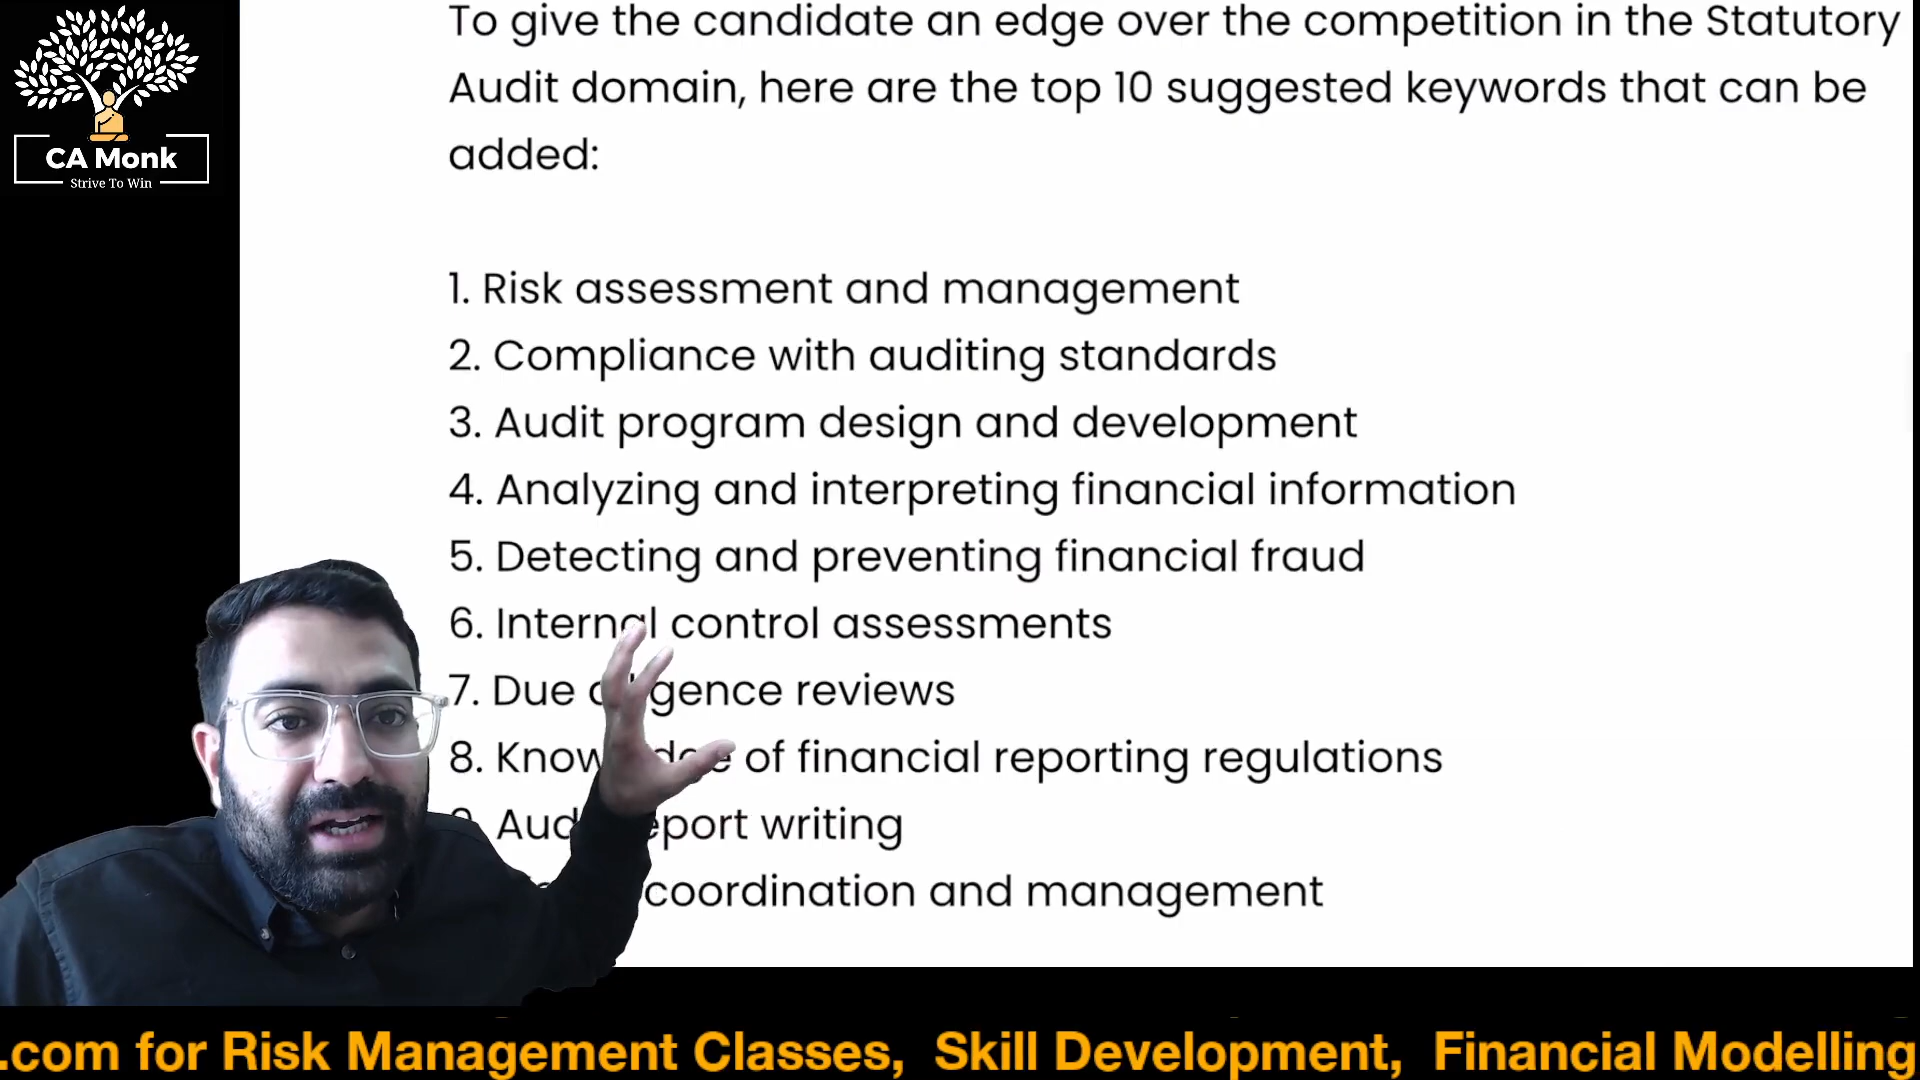 To give the candidate an edge over the competition in the Statutory
Audit domain, here are the top 10 suggested keywords that can be
added:
CA Monk
Strive To Win
1. Risk assessment and management
2. Compliance with auditing standards
3. Audit program design and development
4. Analyzing and interpreting financial information
5. Detecting and preventing financial fraud
6. Internal control assessments
7. Due diligence reviews
8. Knowledge of financial reporting regulations
Audit report writing
coordination and management
.com for Risk Management Classes, Skill Development, Financial Modelling